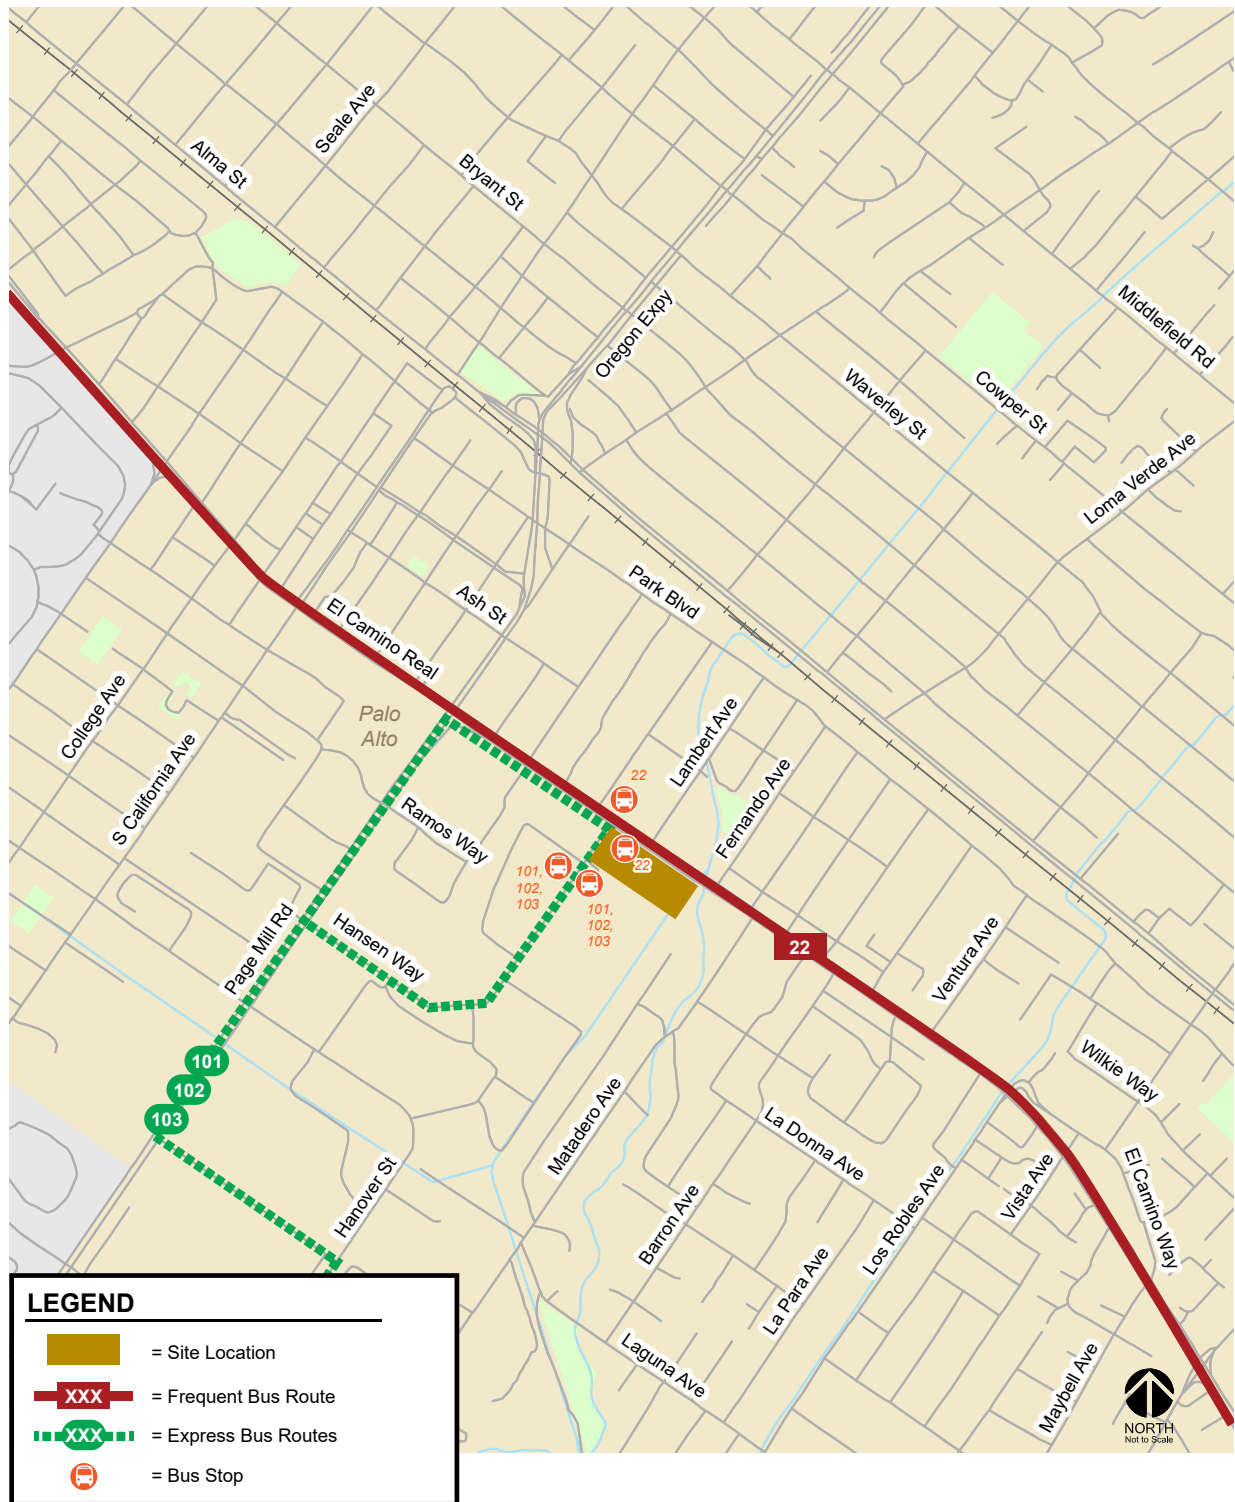 Seale Ave
Alma St
Bryant St
Oregon Expy
Middlefield Rd
Waverley St
Cowper St
Loma Verde Ave
Park Blvd
Ash St
El Camino Real
College Ave
S California Ave
Palo
Alto
Lambert Ave
Fernando Ave
22
22
Ramos Way
101,
102,
103
101,
102,
103
Page Mill Rd
Hansen Way
22
Ventura Ave
Wilkie Way
101
102
103
Matadero Ave
La Donna Ave
Hanover St
Barron Ave
Los Robles Ave
Vista Ave
El Camino Way
La Para Ave
Laguna Ave
Maybell Ave
NORTH
Not to Scale
LEGEND
= Site Location
XXX = Frequent Bus Route
XXX = Express Bus Routes
= Bus Stop